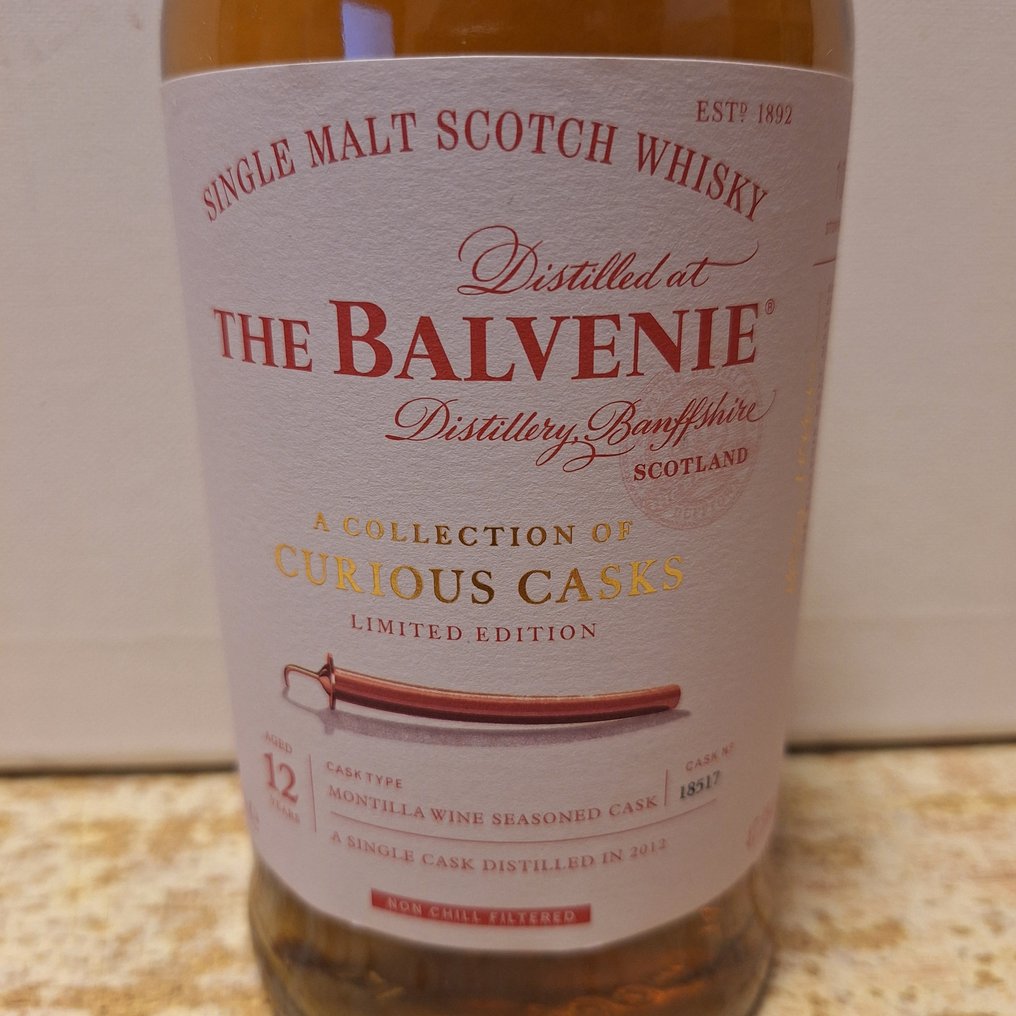 ESTD 1892
SINGLE MALT SCOTCH WHISKY
Distilled at
THE BALVENIE®
Distillery, Banffshire
SCOTLAND
A COLLECTION OF
CURIOUS CASKS
LIMITED EDITION
AGED
12
YEARS
CASK TYPE
MONTILLA WINE SEASONED CASK
CASK Nº
18517
A SINGLE CASK DISTILLED IN 2012
NON CHILL FILTERED